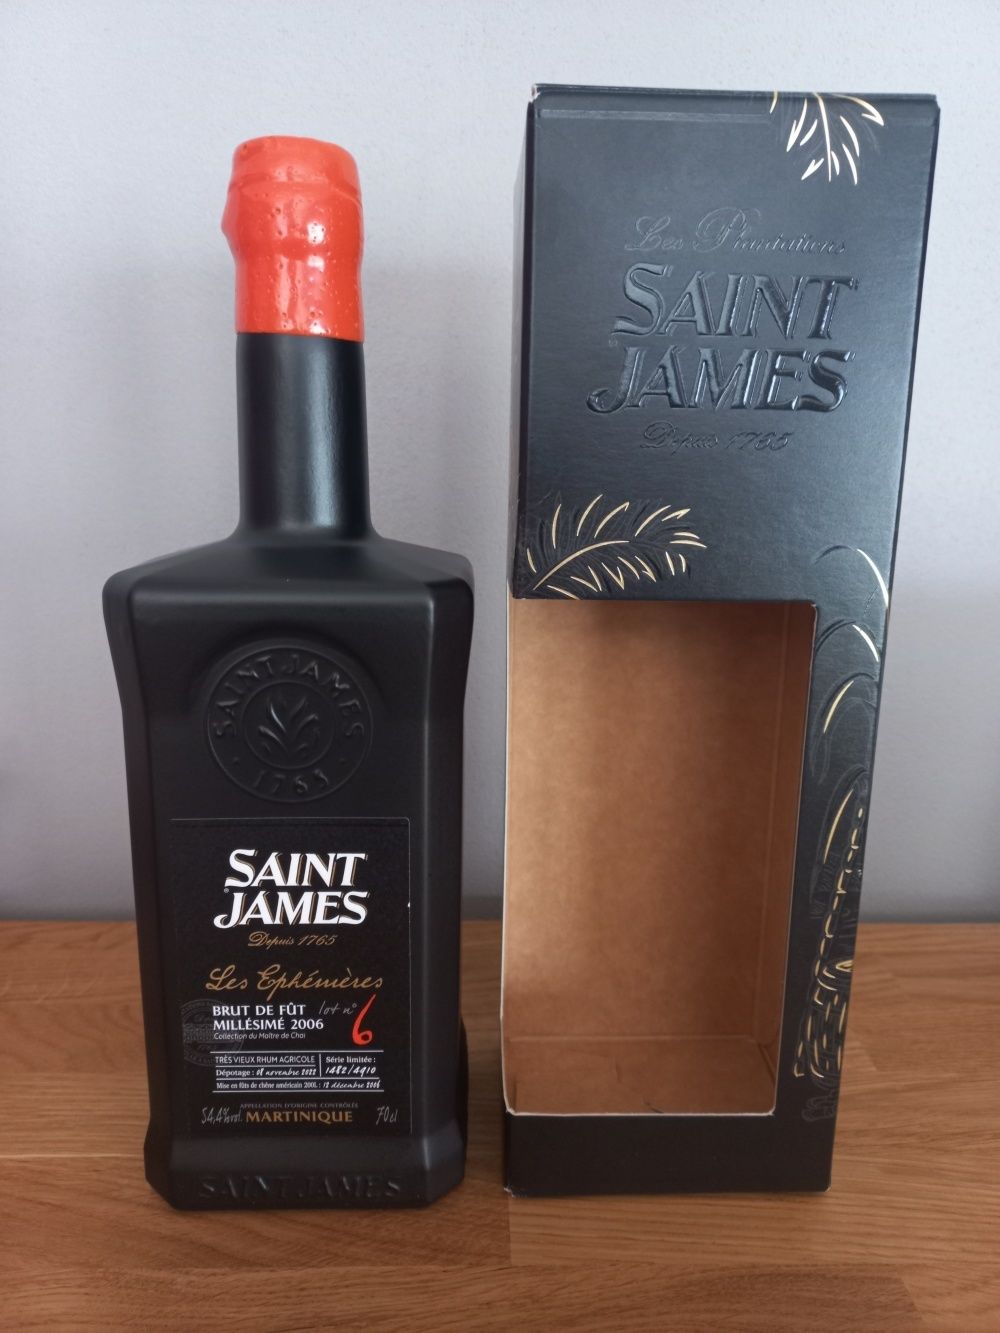 SAINT JAMES
1765
SAINT
JAMES
Depuis 1765
Les Ephémères
BRUT DE FÛT lot n° 6
MILLÉSIMÉ 2006
Collection du Maître de Chai
TRÈS VIEUX RHUM AGRICOLE
Dépotage : 08 novembre 2022
Série limitée :
1482/4910
Mise en fûts de chêne américain 200L : 12 décembre 2006
APPELLATION D'ORIGINE CONTRÔLÉE
54,4%vol. MARTINIQUE 70cl
SAINT JAMES
Les Plantations
SAINT
JAMES
Depuis 1765